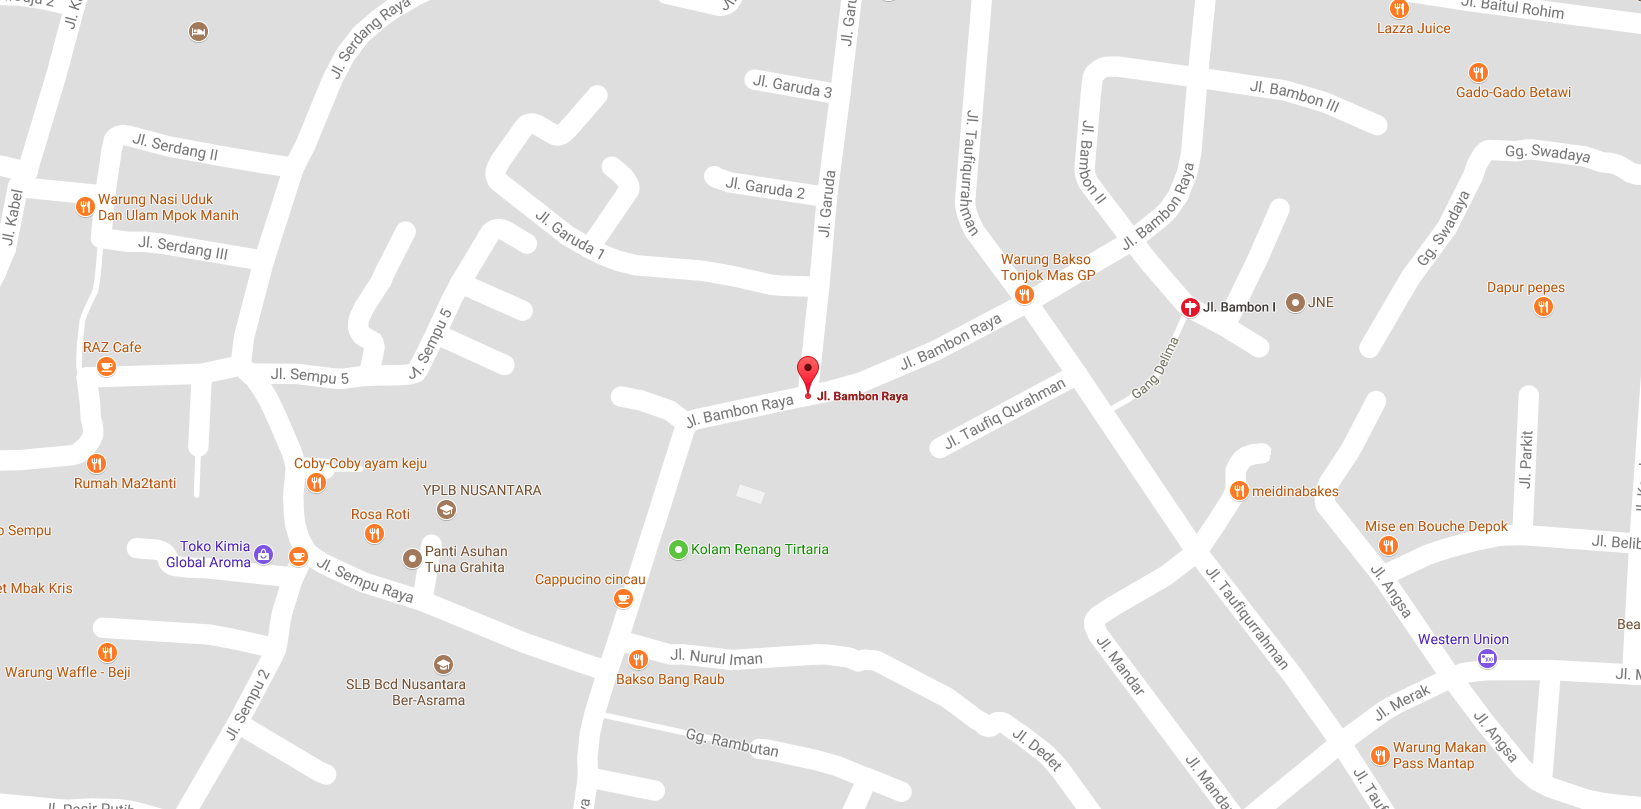 Jl. Serdang Raya
Jl. Garuda 3
Jl. Baitul Rohim
Lazza Juice
Gado-Gado Betawi
Jl. Bambon III
Jl. Serdang II
Jl. Taufiqurrahman
Jl. Bambon II
Gg. Swadaya
Jl. Garuda 2
Jl. Garuda
Warung Nasi Uduk
Dan Ulam Mpok Manih
Jl. Kabel
Jl. Serdang III
Jl. Garuda 1
Jl. Bambon Raya
Gg. Swadaya
Warung Bakso
Tonjok Mas GP
Jl. Bambon I
JNE
Dapur pepes
RAZ Cafe
Jl. Sempu 5
Jl. Sempu 5
Jl. Bambon Raya
Gang Delima
Jl. Bambon Raya
Jl. Bambon Raya
Jl. Taufiq Qurahman
Jl. Parkit
Rumah Ma2tanti
Coby-Coby ayam keju
YPLB NUSANTARA
meidinabakes
Rosa Roti
Mise en Bouche Depok
Sempu
Toko Kimia
Global Aroma
Panti Asuhan
Tuna Grahita
Kolam Renang Tirtaria
Jl. Sempu Raya
Cappucino cincau
Jl. Angsa
Mbak Kris
Jl. Taufiqurrahman
Western Union
Warung Waffle - Beji
SLB Bcd Nusantara
Ber-Asrama
Jl. Nurul Iman
Bakso Bang Raub
Jl. Mandar
Jl. Sempu 2
Jl. Merak
Gg. Rambutan
Jl. Dedet
Jl. Angsa
Warung Makan
Pass Mantap